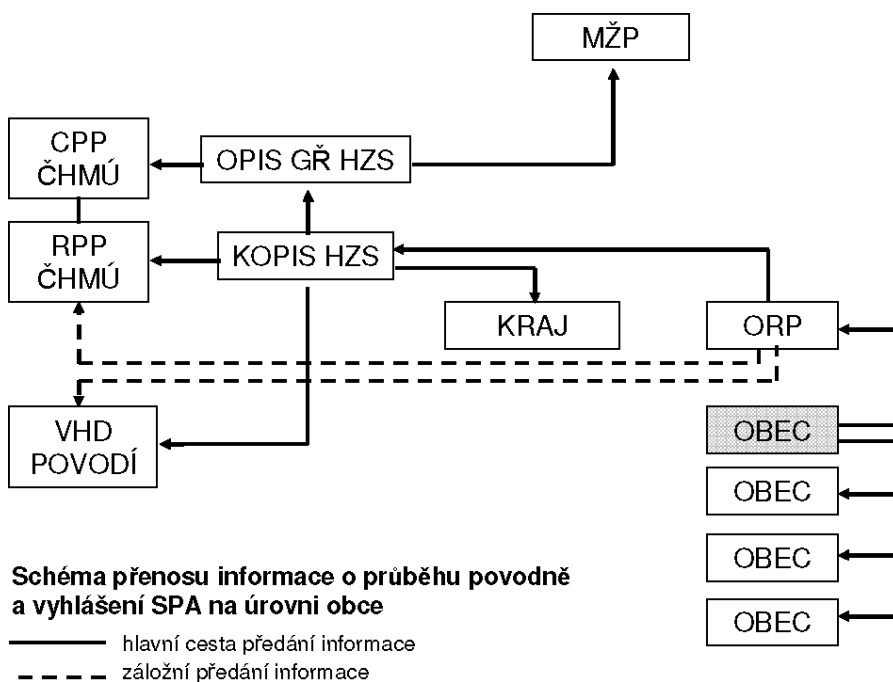 MŽP
CPP
ČHMÚ
OPIS GŘ HZS
RPP
ČHMÚ
KOPIS HZS
KRAJ
ORP
VHD
POVODÍ
OBEC
OBEC
OBEC
OBEC
Schéma přenosu informace o průběhu povodně
a vyhlášení SPA na úrovni obce
hlavní cesta předání informace
záložní předání informace